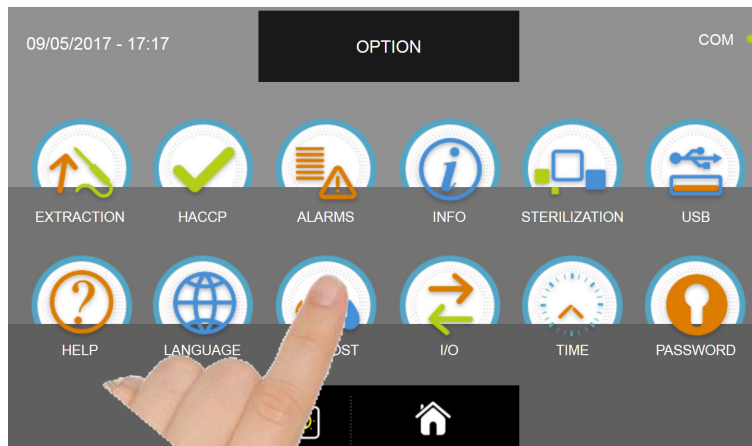 09/05/2017 - 17:17 OPTION COM
EXTRACTION HACCP ALARMS INFO STERILIZATION USB
HELP LANGUAGE I/O TIME PASSWORD